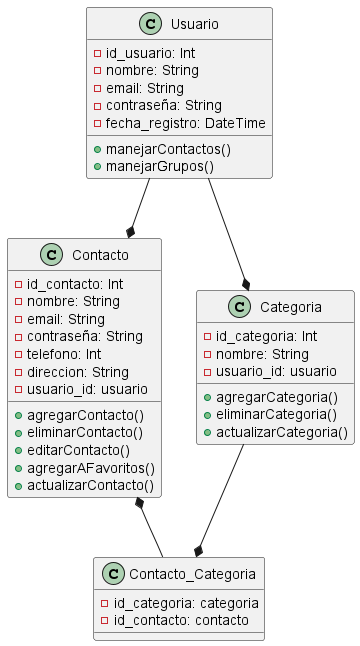 C Usuario
id_usuario: Int
nombre: String
email: String
contraseña: String
fecha_registro: DateTime
manejarContactos()
manejarGrupos()
C Contacto
id_contacto: Int
nombre: String
email: String
contraseña: String
telefono: Int
direccion: String
usuario_id: usuario
agregarContacto()
eliminarContacto()
editarContacto()
agregarAFavoritos()
actualizarContacto()
C Categoria
id_categoria: Int
nombre: String
usuario_id: usuario
agregarCategoria()
eliminarCategoria()
actualizarCategoria()
C Contacto_Categoria
id_categoria: categoria
id_contacto: contacto